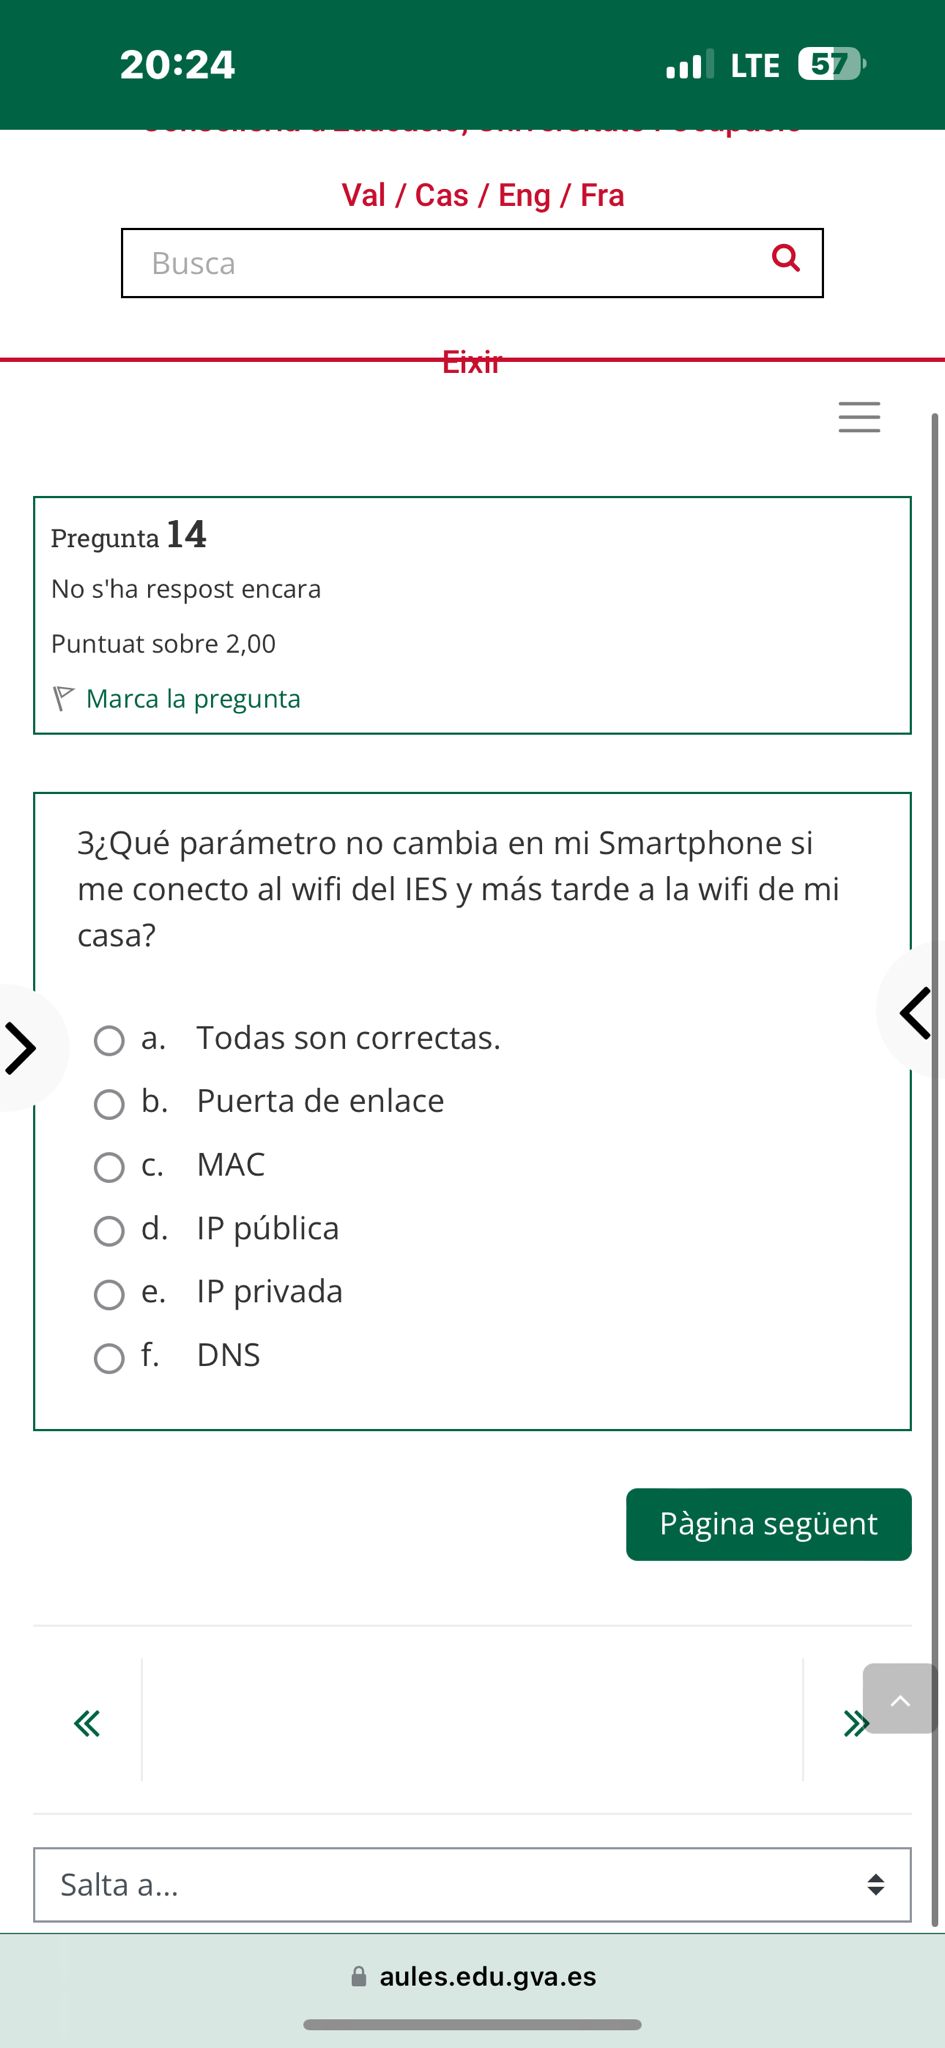 20:24
LTE
57
Val / Cas / Eng / Fra
Busca
Eixir
Pregunta 14
No s'ha respost encara
Puntuat sobre 2,00
Marca la pregunta
3¿Qué parámetro no cambia en mi Smartphone si
me conecto al wifi del IES y más tarde a la wifi de mi
casa?
a. Todas son correctas.
b. Puerta de enlace
c. MAC
d. IP pública
e. IP privada
f. DNS
Pàgina següent
Salta a...
aules.edu.gva.es